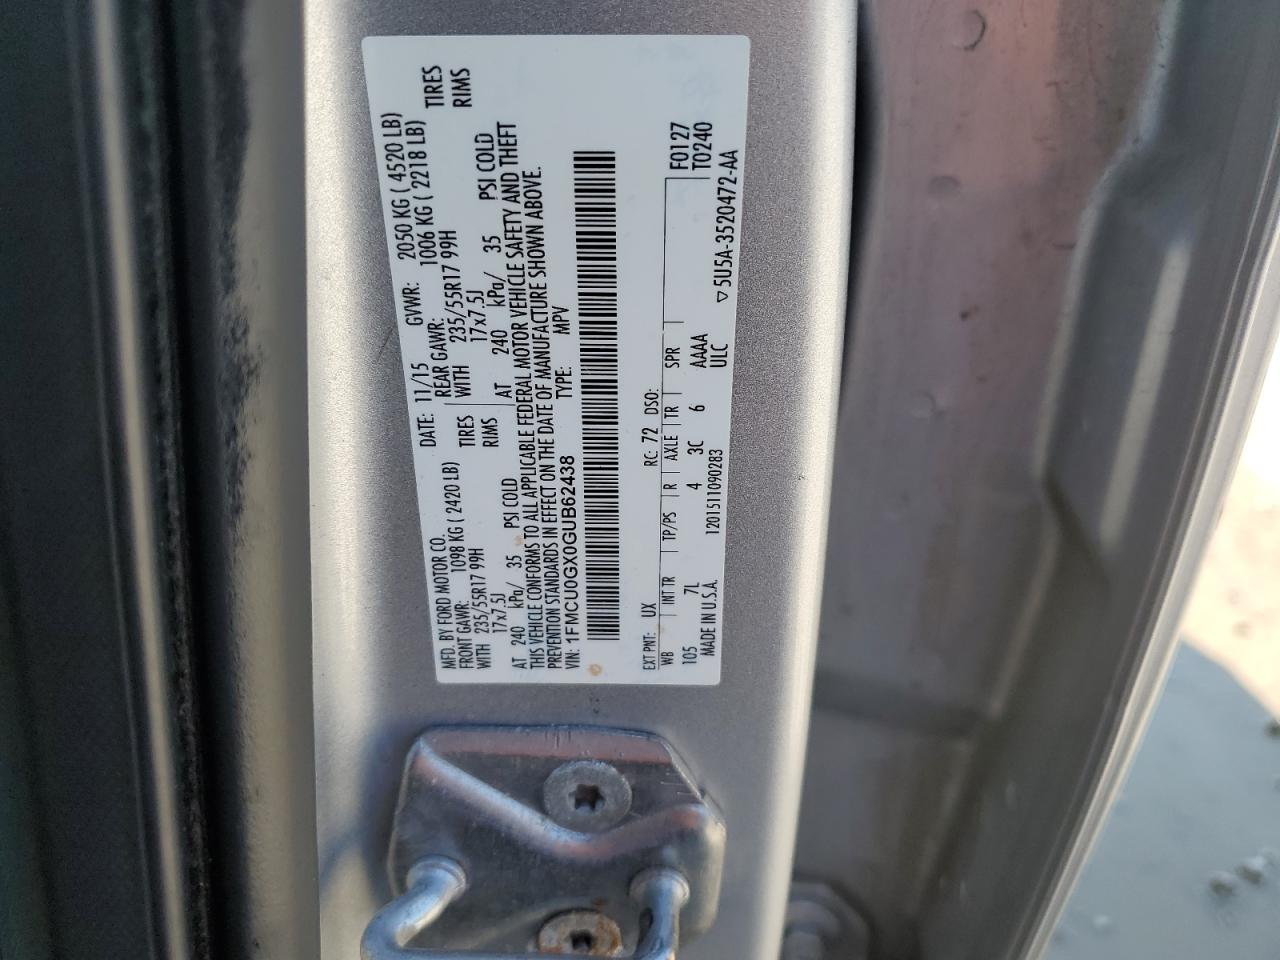 MFD. BY FORD MOTOR CO. DATE: 11/15 GVWR: 2050 KG ( 4520 LB)
FRONT GAWR: 1098 KG ( 2420 LB) REAR GAWR: 1006 KG ( 2218 LB)
WITH 235/55R17 99H TIRES WITH 235/55R17 99H TIRES
17x7.5J RIMS 17x7.5J RIMS
AT 240 kPa/ 35 PSI COLD AT 240 kPa/ 35 PSI COLD
THIS VEHICLE CONFORMS TO ALL APPLICABLE FEDERAL MOTOR VEHICLE SAFETY AND THEFT
PREVENTION STANDARDS IN EFFECT ON THE DATE OF MANUFACTURE SHOWN ABOVE.
VIN: 1FMCU0GX0GUB62438 TYPE: MPV
EXT PNT: UX RC: 72 DSO: F0127
WB INT TR TP/PS R AXLE TR SPR T0240
105 7L 4 3C 6 AAAA
MADE IN U.S.A. 1201511090283 ULC ▽5U5A-3520472-AA